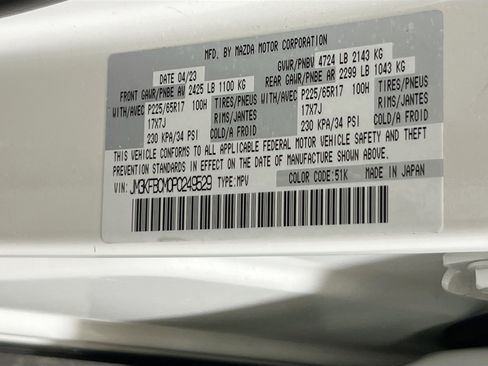 MFD. BY MAZDA MOTOR CORPORATION
DATE 04/23 GVWR/PNBV 4724 LB 2143 KG
FRONT GAWR/PNBE AV 2425 LB 1100 KG REAR GAWR/PNBE AR 2299 LB 1043 KG
WITH/AVEC P225/65R17 100H TIRES/PNEUS WITH/AVEC P225/65R17 100H TIRES/PNEUS
17X7J RIMS/JANTES 17X7J RIMS/JANTES
230 KPA/34 PSI COLD/A FROID 230 KPA/34 PSI COLD/A FROID
THIS VEHICLE CONFORMS TO ALL APPLICABLE FEDERAL MOTOR VEHICLE SAFETY AND THEFT
PREVENTION STANDARDS IN EFFECT ON THE DATE OF MANUFACTURE SHOWN ABOVE.
VIN: JM3KFBCM0P0249529 TYPE:MPV COLOR CODE:51K MADE IN JAPAN